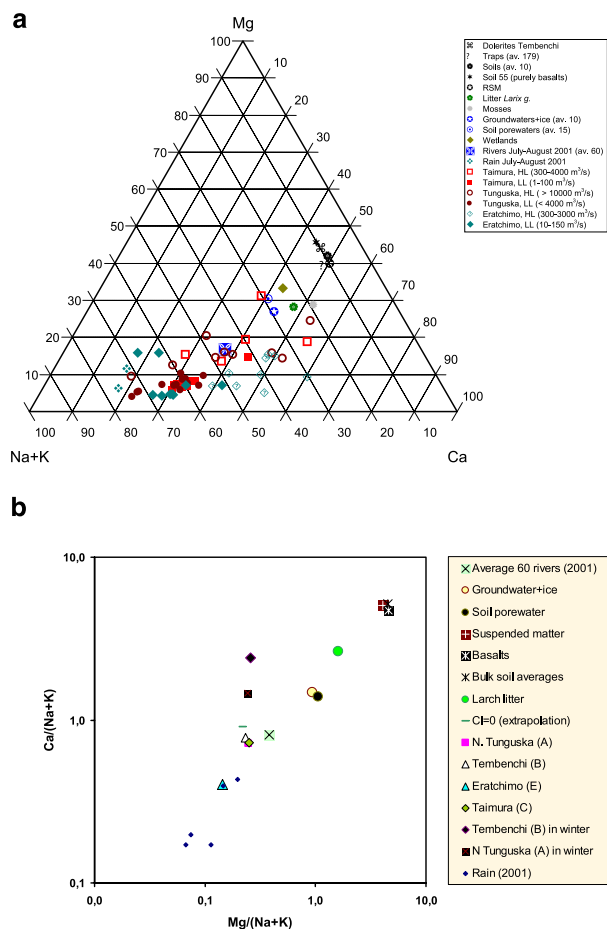 a
Mg
100
90
80
70
60
50
40
30
20
10
10
20
30
40
50
60
70
80
90
100
100
90
80
70
60
50
40
30
20
10
Na+K
Ca
Dolerites Tembenchi
? Traps (av. 179)
Soils (av. 10)
Soil 55 (purely basalts)
RSM
Litter Larix g.
Mosses
Groundwaters+ice (av. 10)
Soil porewaters (av. 15)
Wetlands
Rivers July-August 2001 (av. 60)
Rain July-August 2001
Taimura, HL (300-4000 m³/s)
Taimura, LL (1-100 m³/s)
Tunguska, HL ( > 10000 m³/s)
Tunguska, LL (< 4000 m³/s)
Eratchimo, HL (300-3000 m³/s)
Eratchimo, LL (10-150 m³/s)
b
Ca/(Na+K)
10,0
1,0
0,1
0,0
0,1
1,0
10,0
Mg/(Na+K)
Average 60 rivers (2001)
Groundwater+ice
Soil porewater
Suspended matter
Basalts
Bulk soil averages
Larch litter
Cl=0 (extrapolation)
N. Tunguska (A)
Tembenchi (B)
Eratchimo (E)
Taimura (C)
Tembenchi (B) in winter
N Tunguska (A) in winter
Rain (2001)